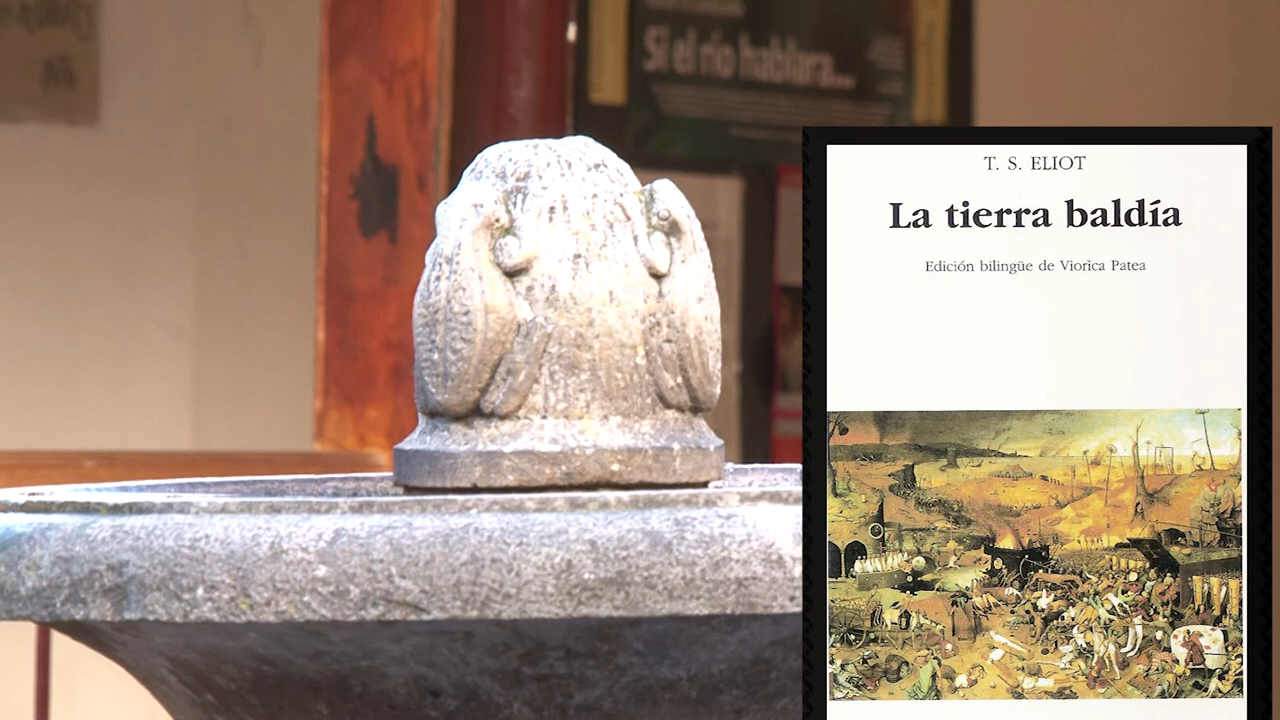 Si el río hablara...
T. S. ELIOT
La tierra baldía
Edición bilingüe de Viorica Patea